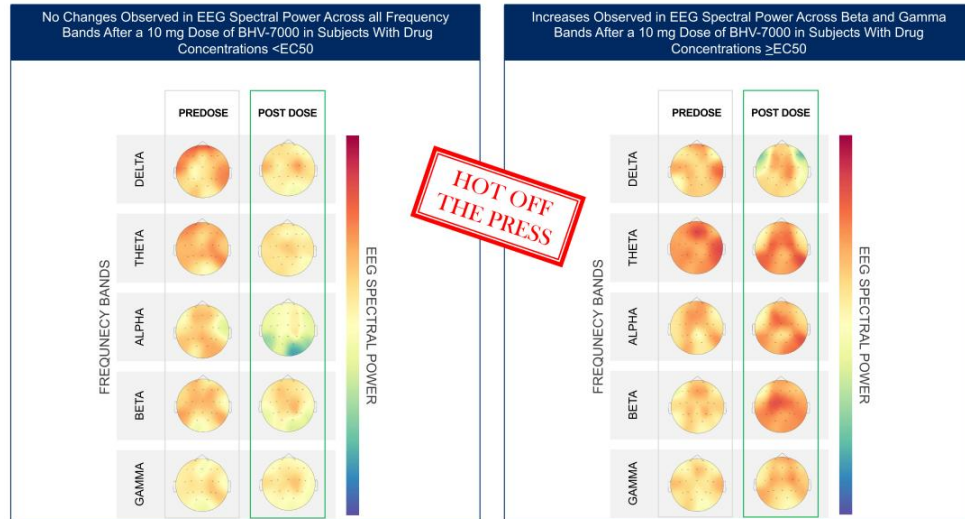 No Changes Observed in EEG Spectral Power Across all Frequency
Bands After a 10 mg Dose of BHV-7000 in Subjects With Drug
Concentrations <EC50
PREDOSE
POST DOSE
DELTA
THETA
ALPHA
BETA
GAMMA
FREQUNECY BANDS
EEG SPECTRAL POWER
HOT OFF
THE PRESS
Increases Observed in EEG Spectral Power Across Beta and Gamma
Bands After a 10 mg Dose of BHV-7000 in Subjects With Drug
Concentrations ≥EC50
PREDOSE
POST DOSE
DELTA
THETA
ALPHA
BETA
GAMMA
FREQUNECY BANDS
EEG SPECTRAL POWER